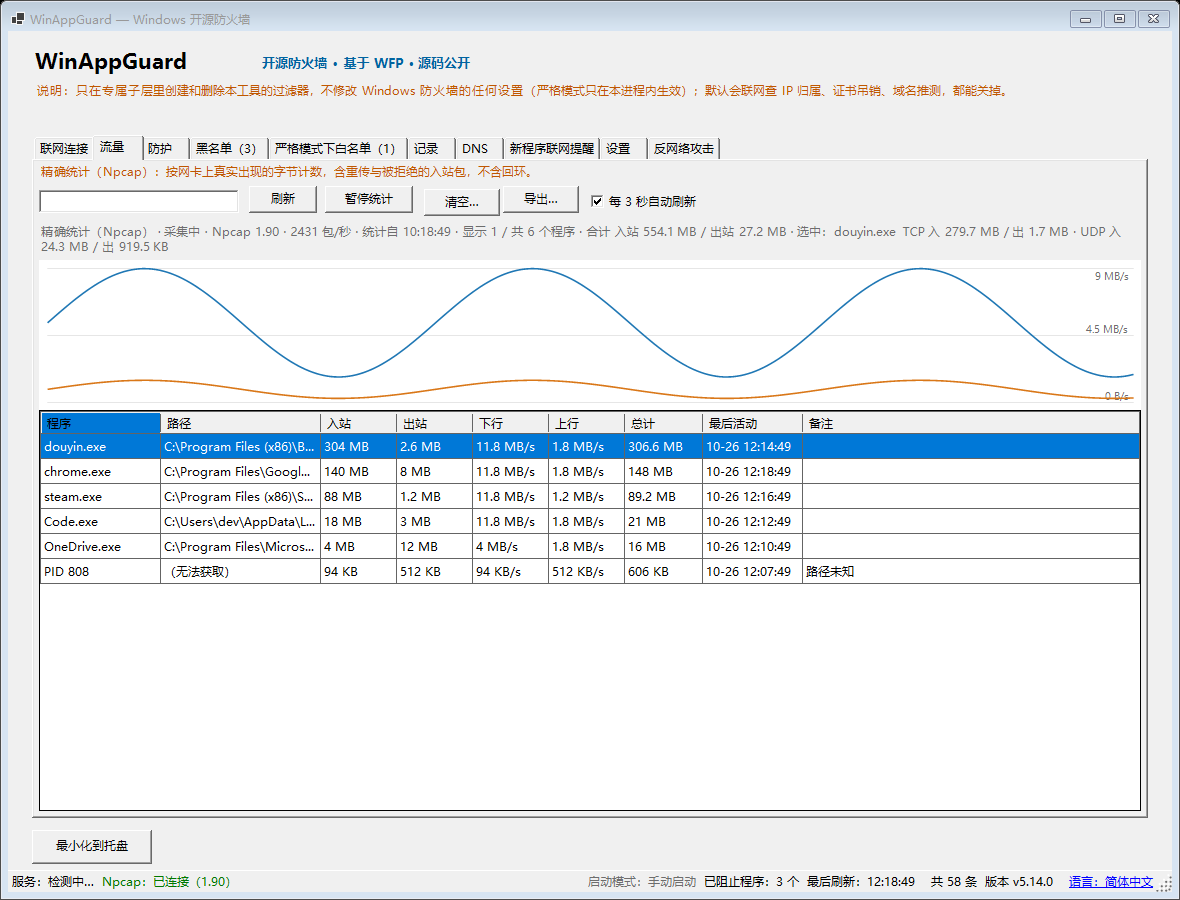 WinAppGuard — Windows 开源防火墙
WinAppGuard 开源防火墙 • 基于 WFP • 源码公开
说明：只在专属子层里创建和删除本工具的过滤器，不修改 Windows 防火墙的任何设置（严格模式只在本进程内生效）；默认会联网查 IP 归属、证书吊销、域名推测，都能关掉。
联网连接 流量 防护 黑名单（3） 严格模式下白名单（1） 记录 DNS 新程序联网提醒 设置 反网络攻击
精确统计（Npcap）：按网卡上真实出现的字节计数，含重传与被拒绝的入站包，不含回环。
刷新 暂停统计 清空... 导出... 每 3 秒自动刷新
精确统计（Npcap） · 采集中 · Npcap 1.90 · 2431 包/秒 · 统计自 10:18:49 · 显示 1 / 共 6 个程序 · 合计 入站 554.1 MB / 出站 27.2 MB · 选中：douyin.exe TCP 入 279.7 MB / 出 1.7 MB · UDP 入
24.3 MB / 出 919.5 KB
9 MB/s
4.5 MB/s
0 B/s
程序 路径 入站 出站 下行 上行 总计 最后活动 备注
douyin.exe C:\Program Files (x86)\B... 304 MB 2.6 MB 11.8 MB/s 1.8 MB/s 306.6 MB 10-26 12:14:49
chrome.exe C:\Program Files\Googl... 140 MB 8 MB 11.8 MB/s 1.8 MB/s 148 MB 10-26 12:18:49
steam.exe C:\Program Files (x86)\S... 88 MB 1.2 MB 11.8 MB/s 1.2 MB/s 89.2 MB 10-26 12:16:49
Code.exe C:\Users\dev\AppData\L... 18 MB 3 MB 11.8 MB/s 1.8 MB/s 21 MB 10-26 12:12:49
OneDrive.exe C:\Program Files\Micros... 4 MB 12 MB 4 MB/s 1.8 MB/s 16 MB 10-26 12:10:49
PID 808 （无法获取） 94 KB 512 KB 94 KB/s 512 KB/s 606 KB 10-26 12:07:49 路径未知
最小化到托盘
服务：检测中... Npcap：已连接（1.90） 启动模式：手动启动 已阻止程序：3 个 最后刷新：12:18:49 共 58 条 版本 v5.14.0 语言：简体中文